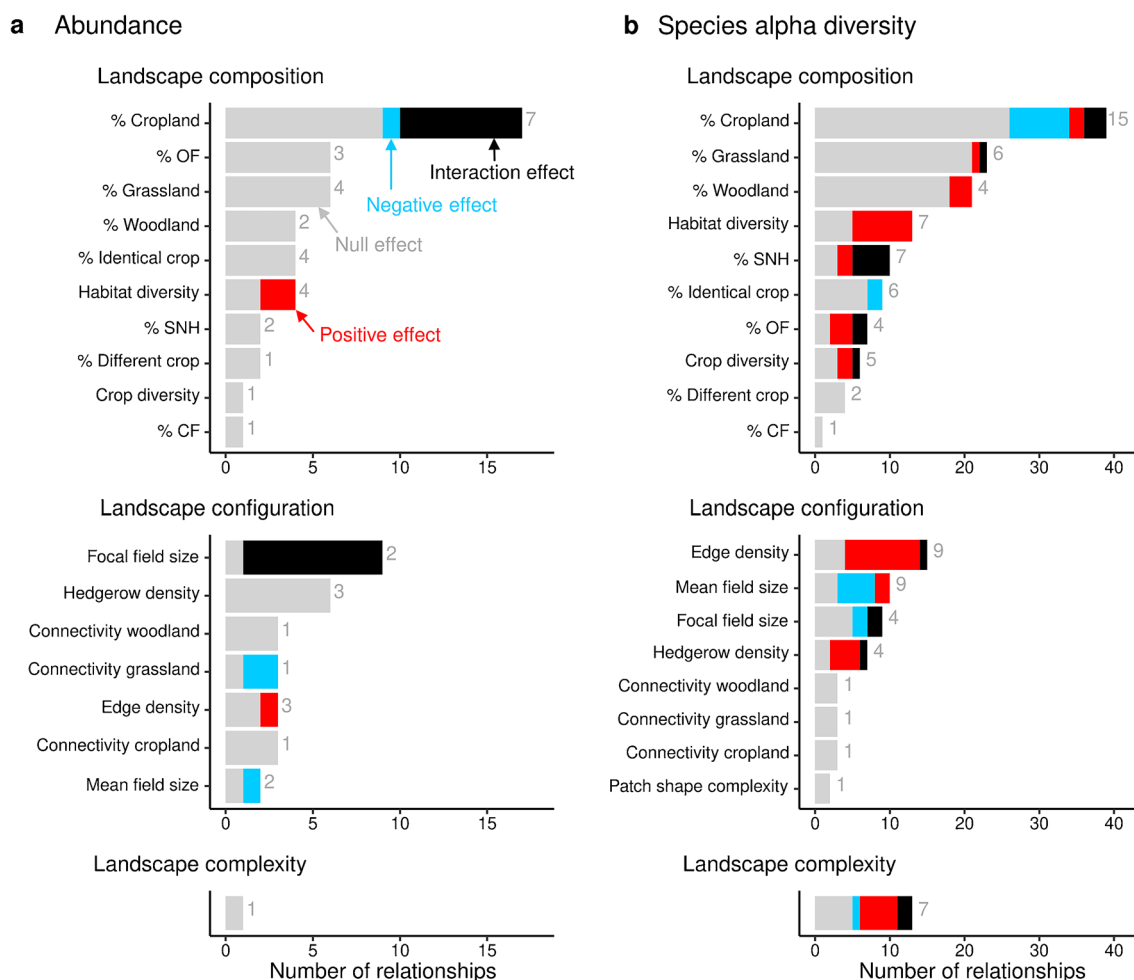 a Abundance
Landscape composition
% Cropland 7
% OF 3
Interaction effect
% Grassland 4
Negative effect
% Woodland 2
Null effect
% Identical crop 4
Habitat diversity 4
% SNH 2
Positive effect
% Different crop 1
Crop diversity 1
% CF 1
0 5 10 15
Landscape configuration
Focal field size 2
Hedgerow density 3
Connectivity woodland 1
Connectivity grassland 1
Edge density 3
Connectivity cropland 1
Mean field size 2
0 5 10 15
Landscape complexity
1
0 5 10 15
Number of relationships
b Species alpha diversity
Landscape composition
% Cropland 15
% Grassland 6
% Woodland 4
Habitat diversity 7
% SNH 7
% Identical crop 6
% OF 4
Crop diversity 5
% Different crop 2
% CF 1
0 10 20 30 40
Landscape configuration
Edge density 9
Mean field size 9
Focal field size 4
Hedgerow density 4
Connectivity woodland 1
Connectivity grassland 1
Connectivity cropland 1
Patch shape complexity 1
0 10 20 30 40
Landscape complexity
7
0 10 20 30 40
Number of relationships